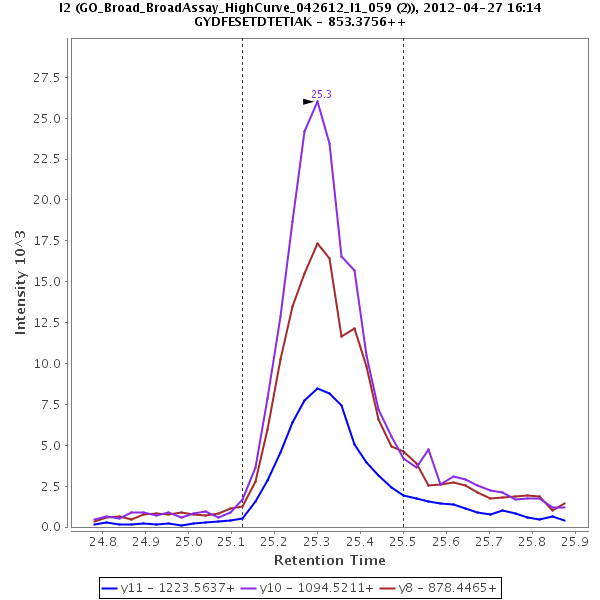 I2 (GO_Broad_BroadAssay_HighCurve_042612_I1_059 (2)), 2012-04-27 16:14
GYDFESETDTETIAK - 853.3756++
25.3
27.5
25.0
22.5
20.0
17.5
15.0
12.5
10.0
7.5
5.0
2.5
0.0
Intensity 10^3
24.8 24.9 25.0 25.1 25.2 25.3 25.4 25.5 25.6 25.7 25.8 25.9
Retention Time
y11 - 1223.5637+ y10 - 1094.5211+ y8 - 878.4465+